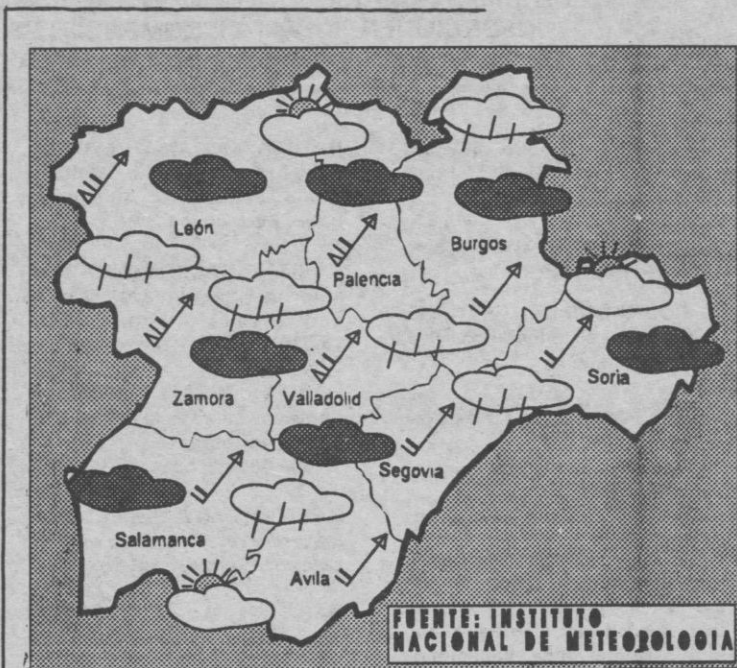 León
Burgos
Palencia
Soria
Zamora
Valladolid
Segovia
Salamanca
Avila
FUENTE: INSTITUTO
NACIONAL DE METEOROLOGIA